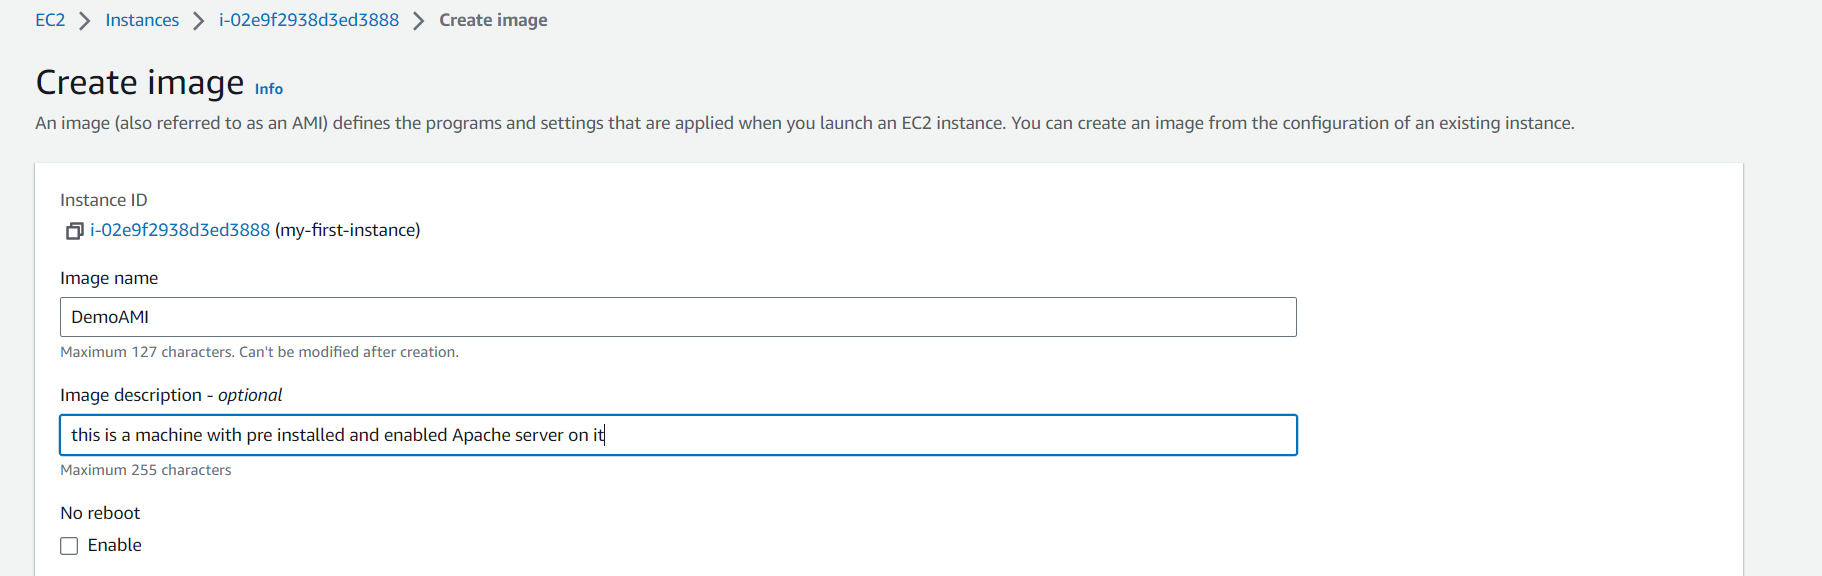 EC2 > Instances > i-02e9f2938d3ed3888 > Create image
Create image Info
An image (also referred to as an AMI) defines the programs and settings that are applied when you launch an EC2 instance. You can create an image from the configuration of an existing instance.
Instance ID
i-02e9f2938d3ed3888 (my-first-instance)
Image name
DemoAMI
Maximum 127 characters. Can't be modified after creation.
Image description - optional
this is a machine with pre installed and enabled Apache server on it
Maximum 255 characters
No reboot
Enable